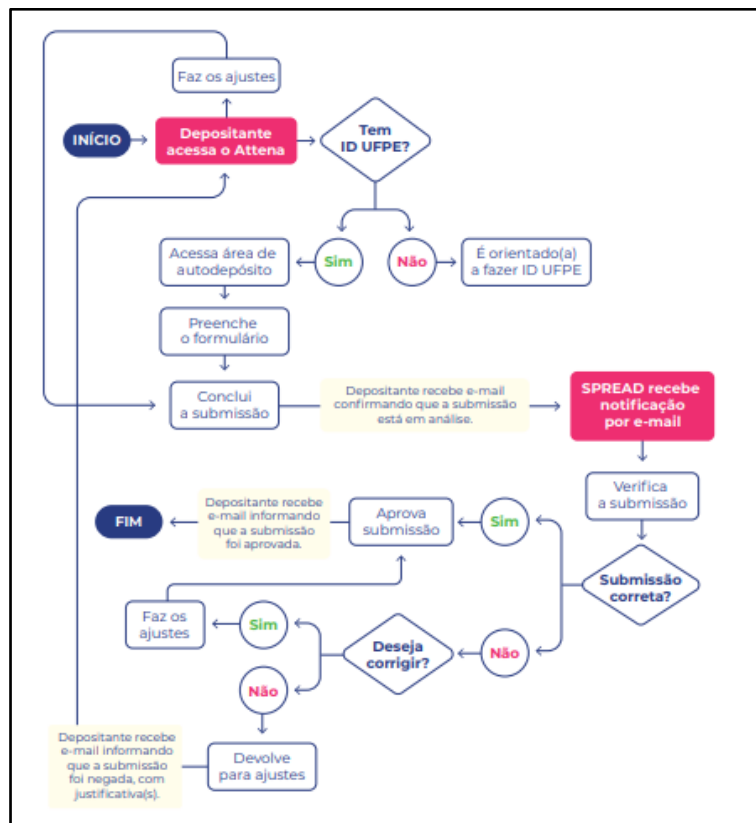 Faz os ajustes
INÍCIO
Depositante
acessa o Attena
Tem
ID UFPE?
Acessa área de
autodepósito
Sim
Não
É orientado(a)
a fazer ID UFPE
Preenche
o formulário
Conclui
a submissão
Depositante recebe e-mail
confirmando que a submissão
está em análise.
SPREAD recebe
notificação
por e-mail
Verifica
a submissão
FIM
Depositante recebe
e-mail informando
que a submissão
foi aprovada.
Aprova
submissão
Sim
Submissão
correta?
Faz os
ajustes
Sim
Deseja
corrigir?
Não
Não
Depositante recebe
e-mail informando
que a submissão
foi negada, com
justificativa(s).
Devolve
para ajustes